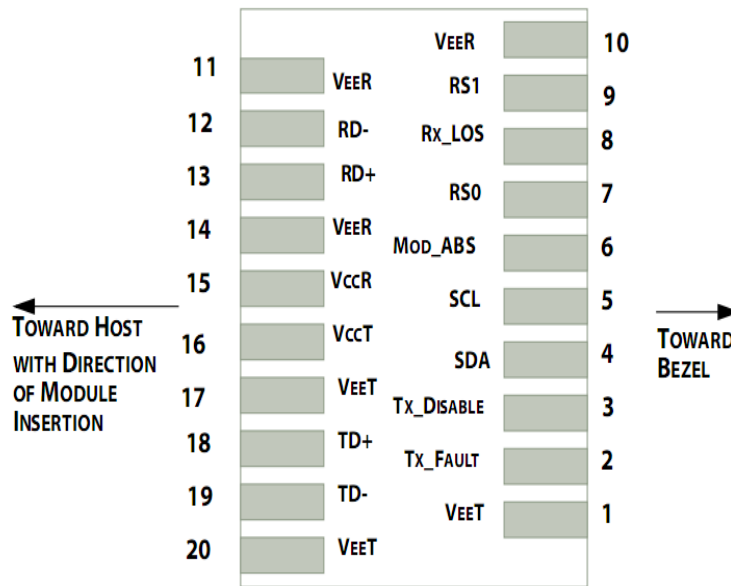 11 VEER
12 RD-
13 RD+
14 VEER
15 VCCR
16 VCCT
17 VEET
18 TD+
19 TD-
20 VEET
VEER 10
RS1 9
RX_LOS 8
RS0 7
MOD_ABS 6
SCL 5
SDA 4
TX_DISABLE 3
TX_FAULT 2
VEET 1
TOWARD HOST
WITH DIRECTION
OF MODULE
INSERTION
TOWARD
BEZEL